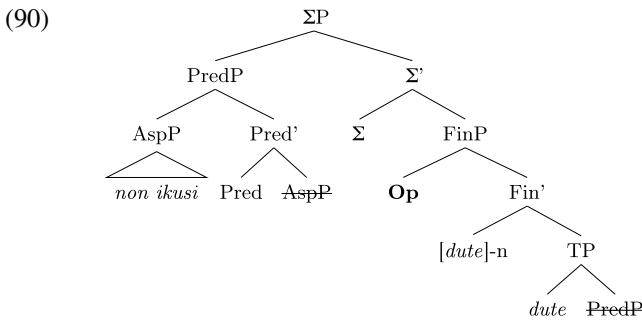 (90)
ΣP
PredP Σ'
AspP Pred' Σ FinP
non ikusi Pred AspP Op Fin'
[dute]-n TP
dute PredP